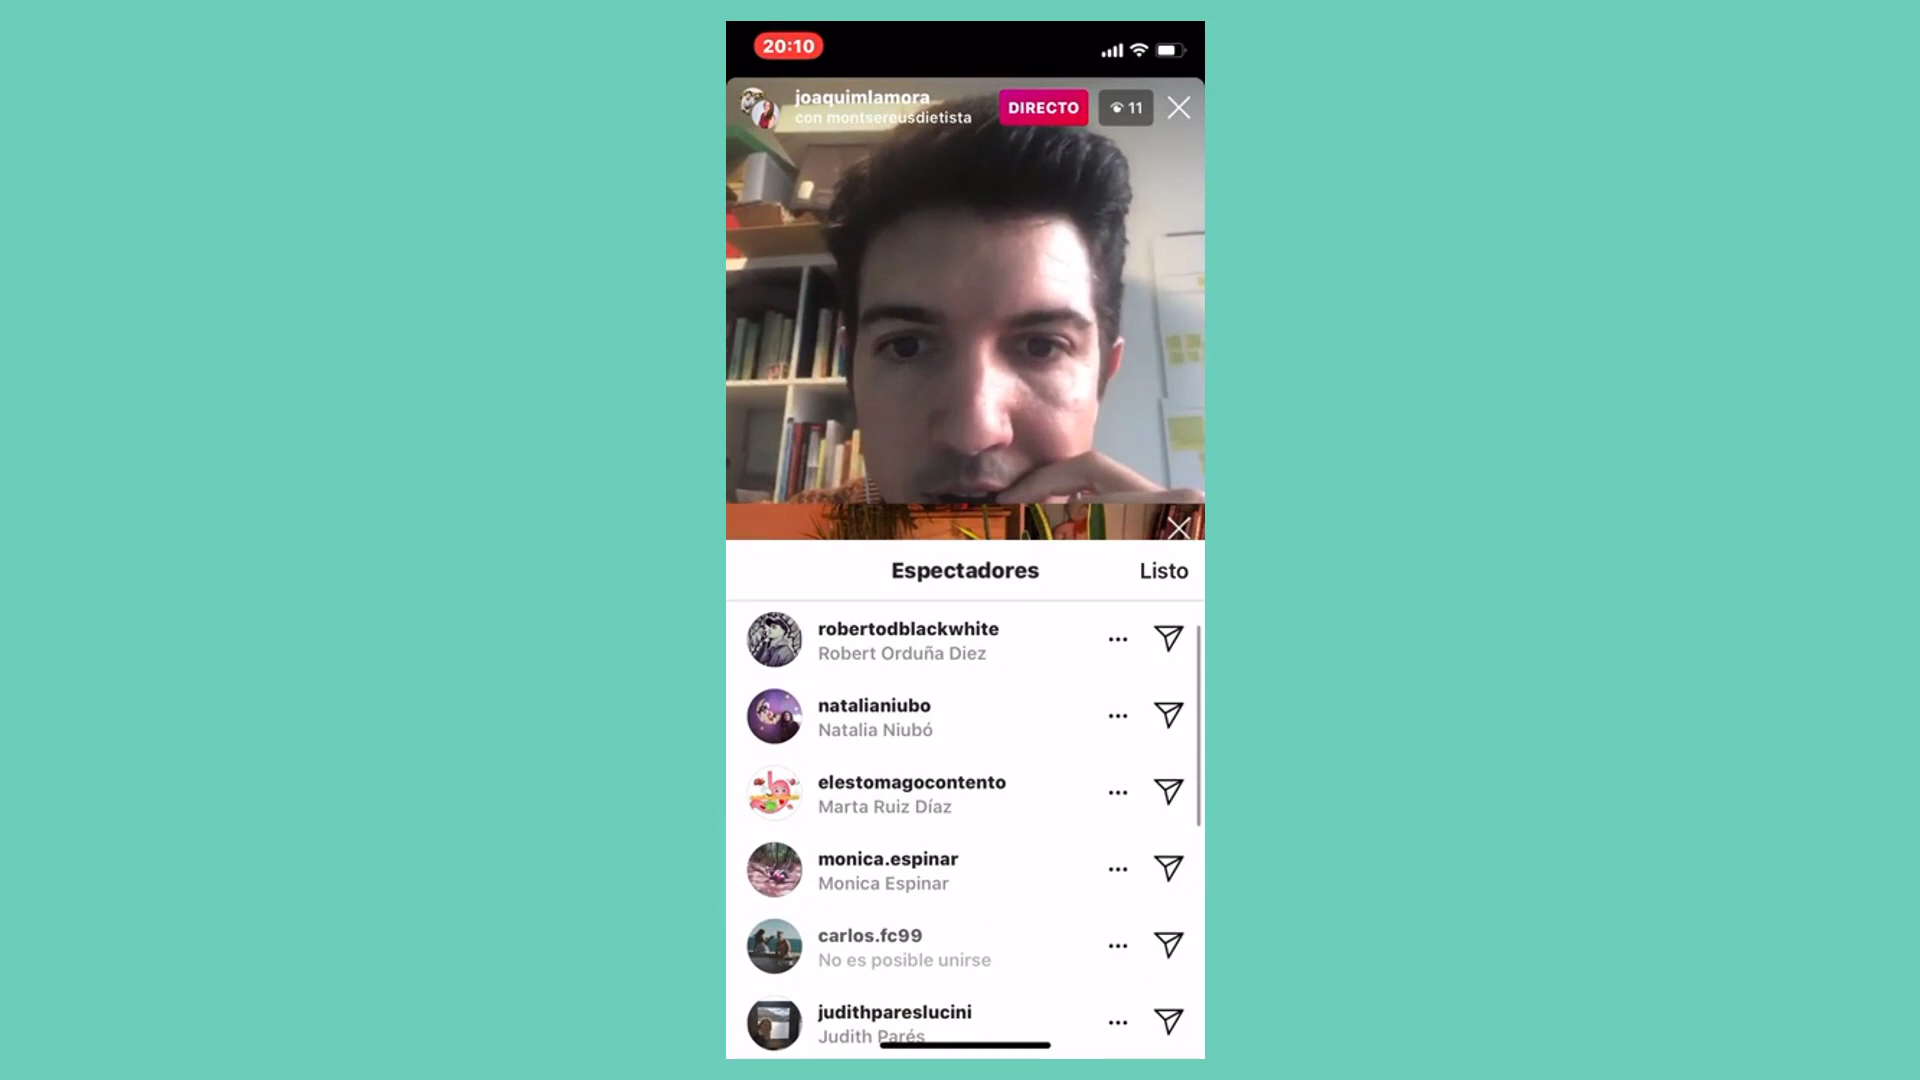 20:10
joaquimlamora
con montsereusdietista
DIRECTO
11
Espectadores
Listo
robertodblackwhite
Robert Orduña Diez
natalianiubo
Natalia Niubó
elestomagocontento
Marta Ruiz Díaz
monica.espinar
Monica Espinar
carlos.fc99
No es posible unirse
judithpareslucini
Judith Parés